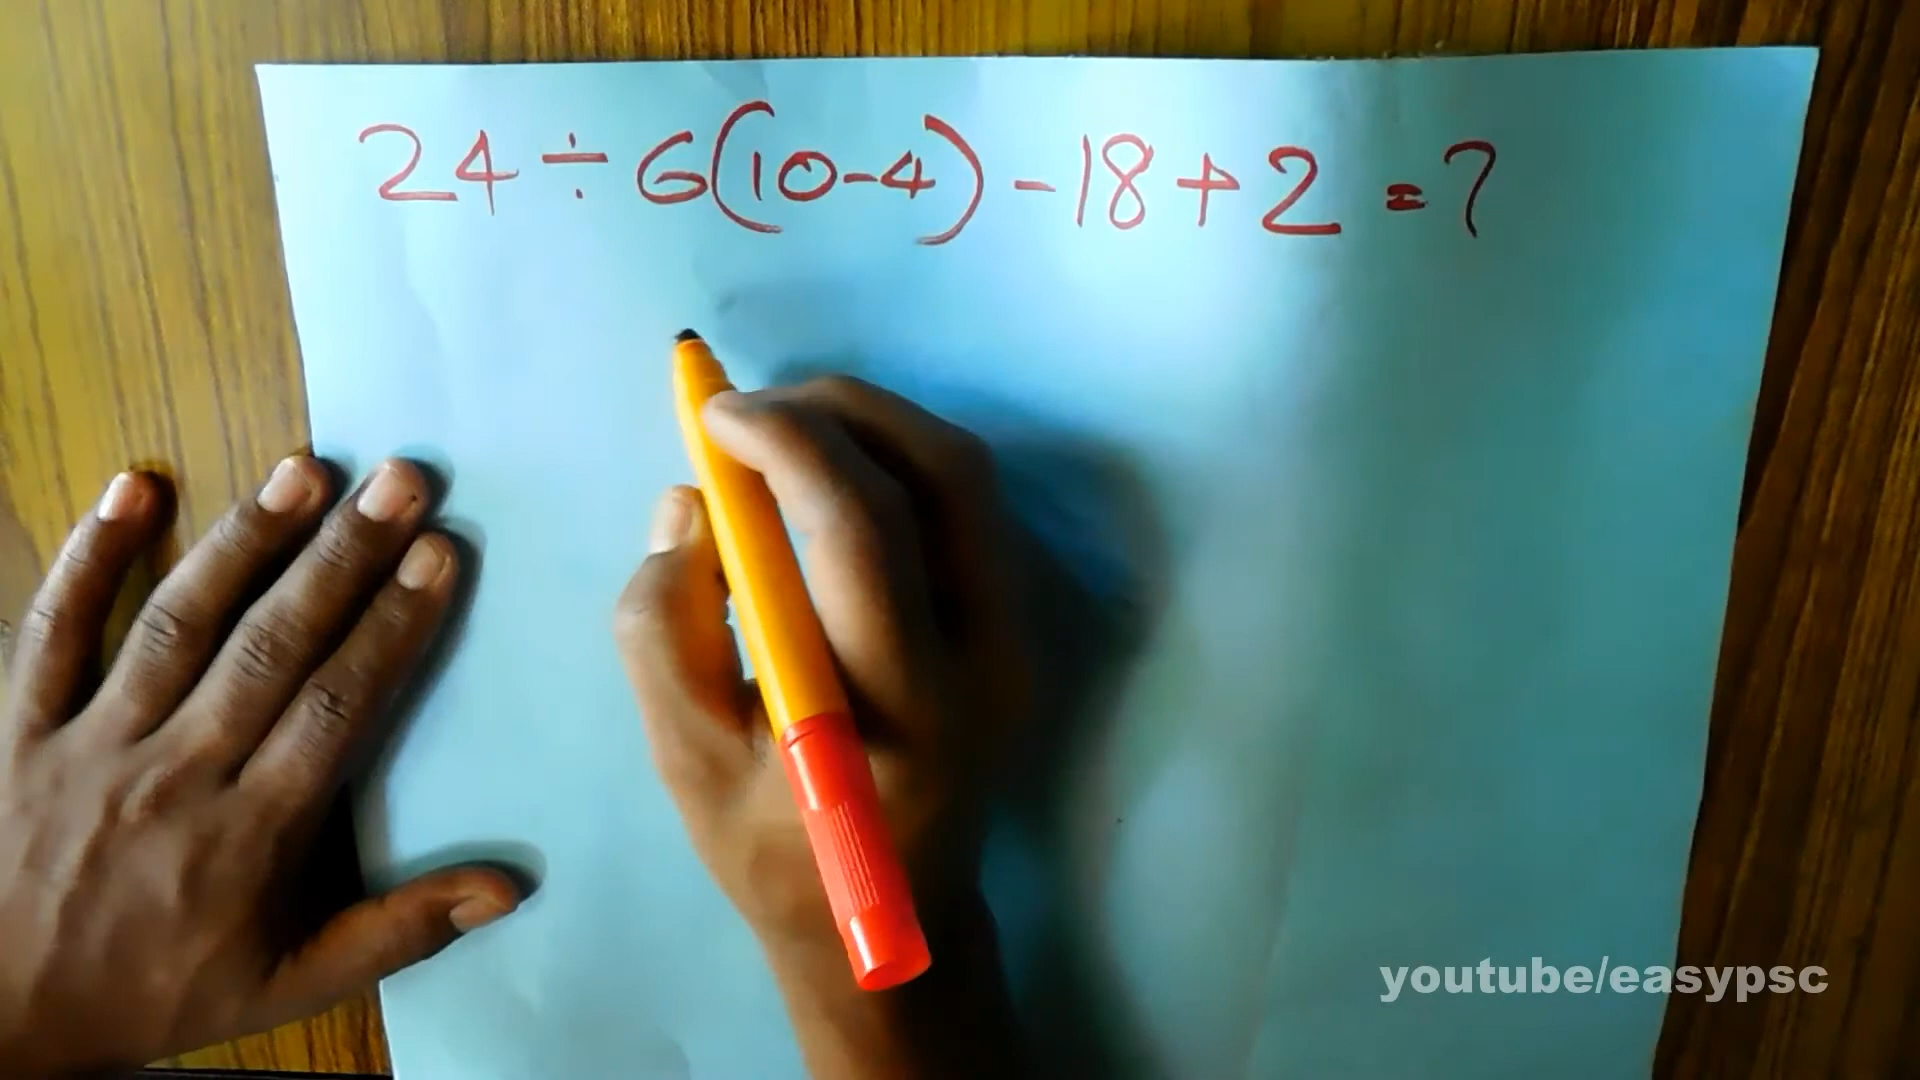 24 ÷ 6(10-4) - 18 + 2 = ?
youtube/easypsc